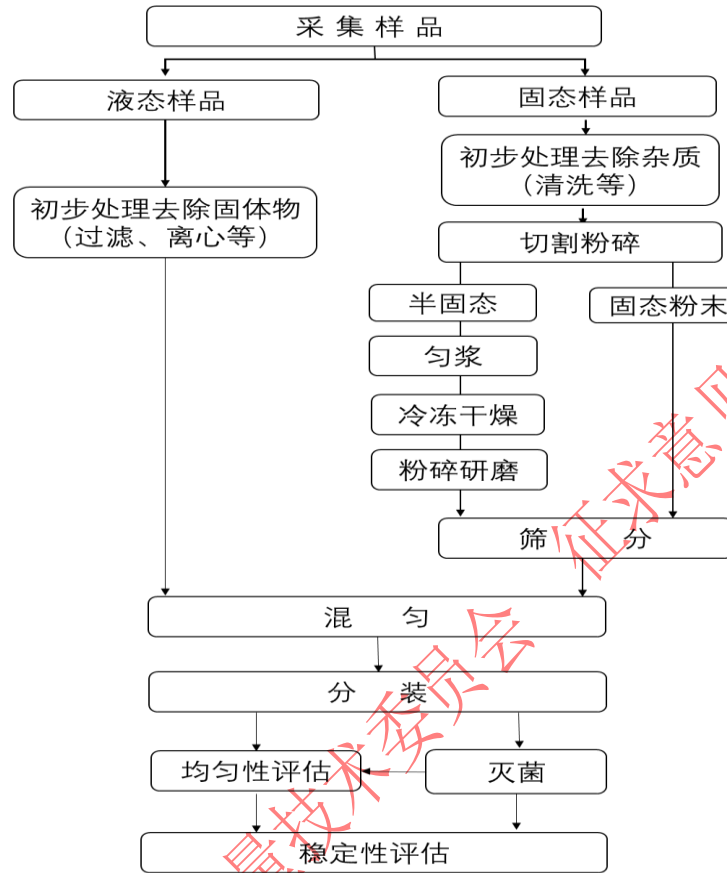 采集样品
液态样品
固态样品
初步处理去除杂质
（清洗等）
初步处理去除固体物
（过滤、离心等）
切割粉碎
半固态
固态粉末
匀浆
冷冻干燥
粉碎研磨
筛 分
混 匀
分 装
均匀性评估
灭菌
稳定性评估
量技术委员会
征求意见